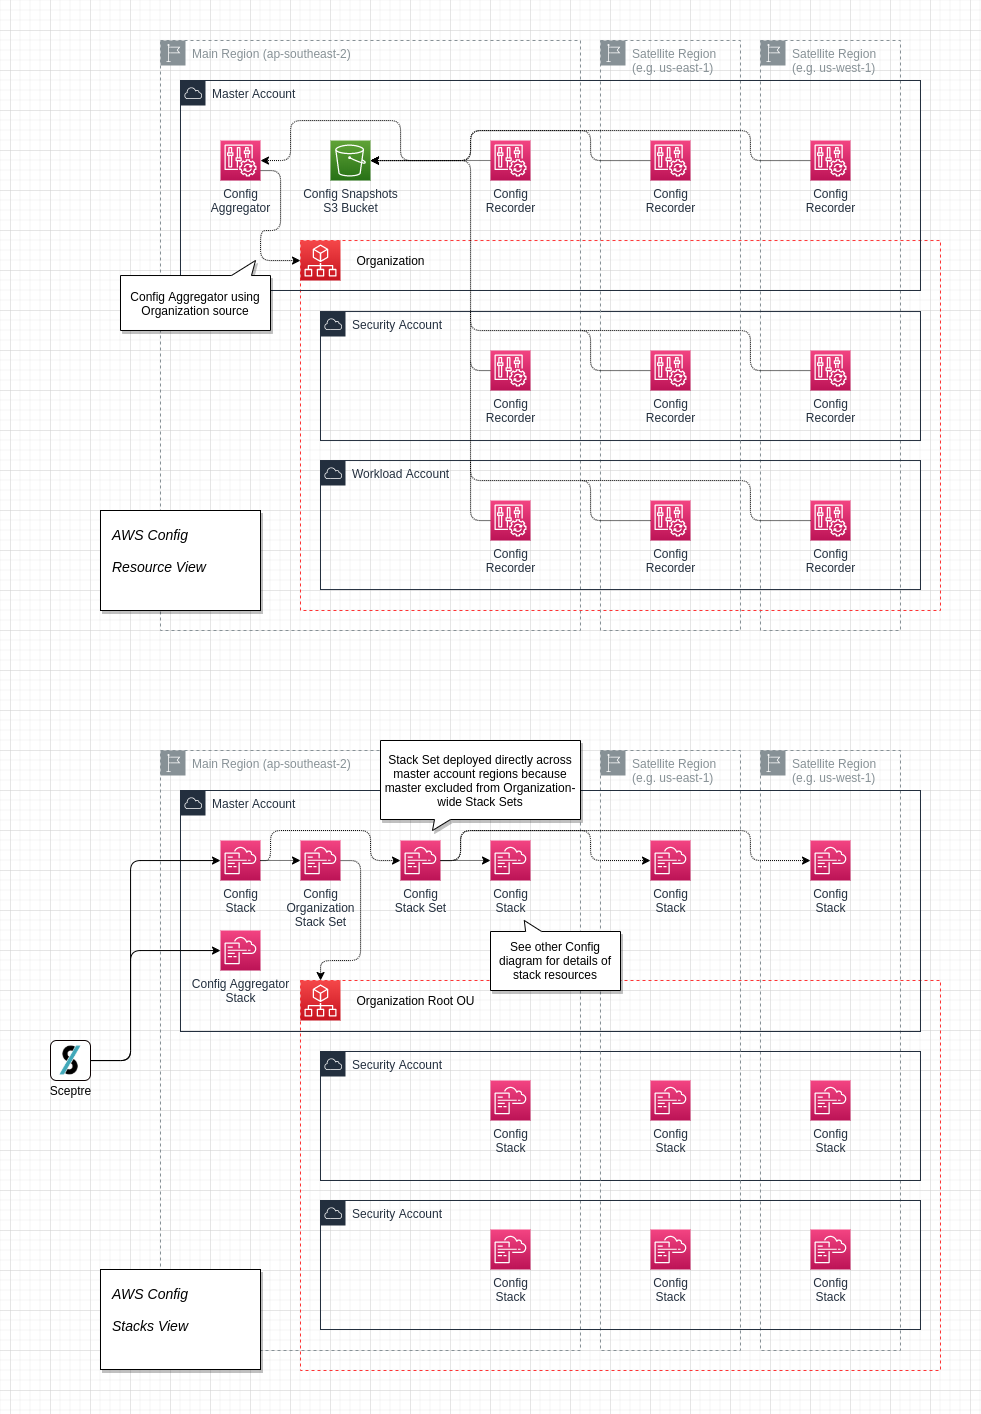 Main Region (ap-southeast-2)
Satellite Region
(e.g. us-east-1)
Satellite Region
(e.g. us-west-1)
Master Account
Config
Aggregator
Config Snapshots
S3 Bucket
Config
Recorder
Config
Recorder
Config
Recorder
Organization
Config Aggregator using
Organization source
Security Account
Config
Recorder
Config
Recorder
Config
Recorder
Workload Account
Config
Recorder
Config
Recorder
Config
Recorder
AWS Config
Resource View
Main Region (ap-southeast-2)
Stack Set deployed directly across
master account regions because
master excluded from Organization-
wide Stack Sets
Satellite Region
(e.g. us-east-1)
Satellite Region
(e.g. us-west-1)
Master Account
Config
Stack
Config
Organization
Stack Set
Config
Stack Set
Config
Stack
Config
Stack
Config
Stack
See other Config
diagram for details of
stack resources
Config Aggregator
Stack
Organization Root OU
Sceptre
Security Account
Config
Stack
Config
Stack
Config
Stack
Security Account
Config
Stack
Config
Stack
Config
Stack
AWS Config
Stacks View